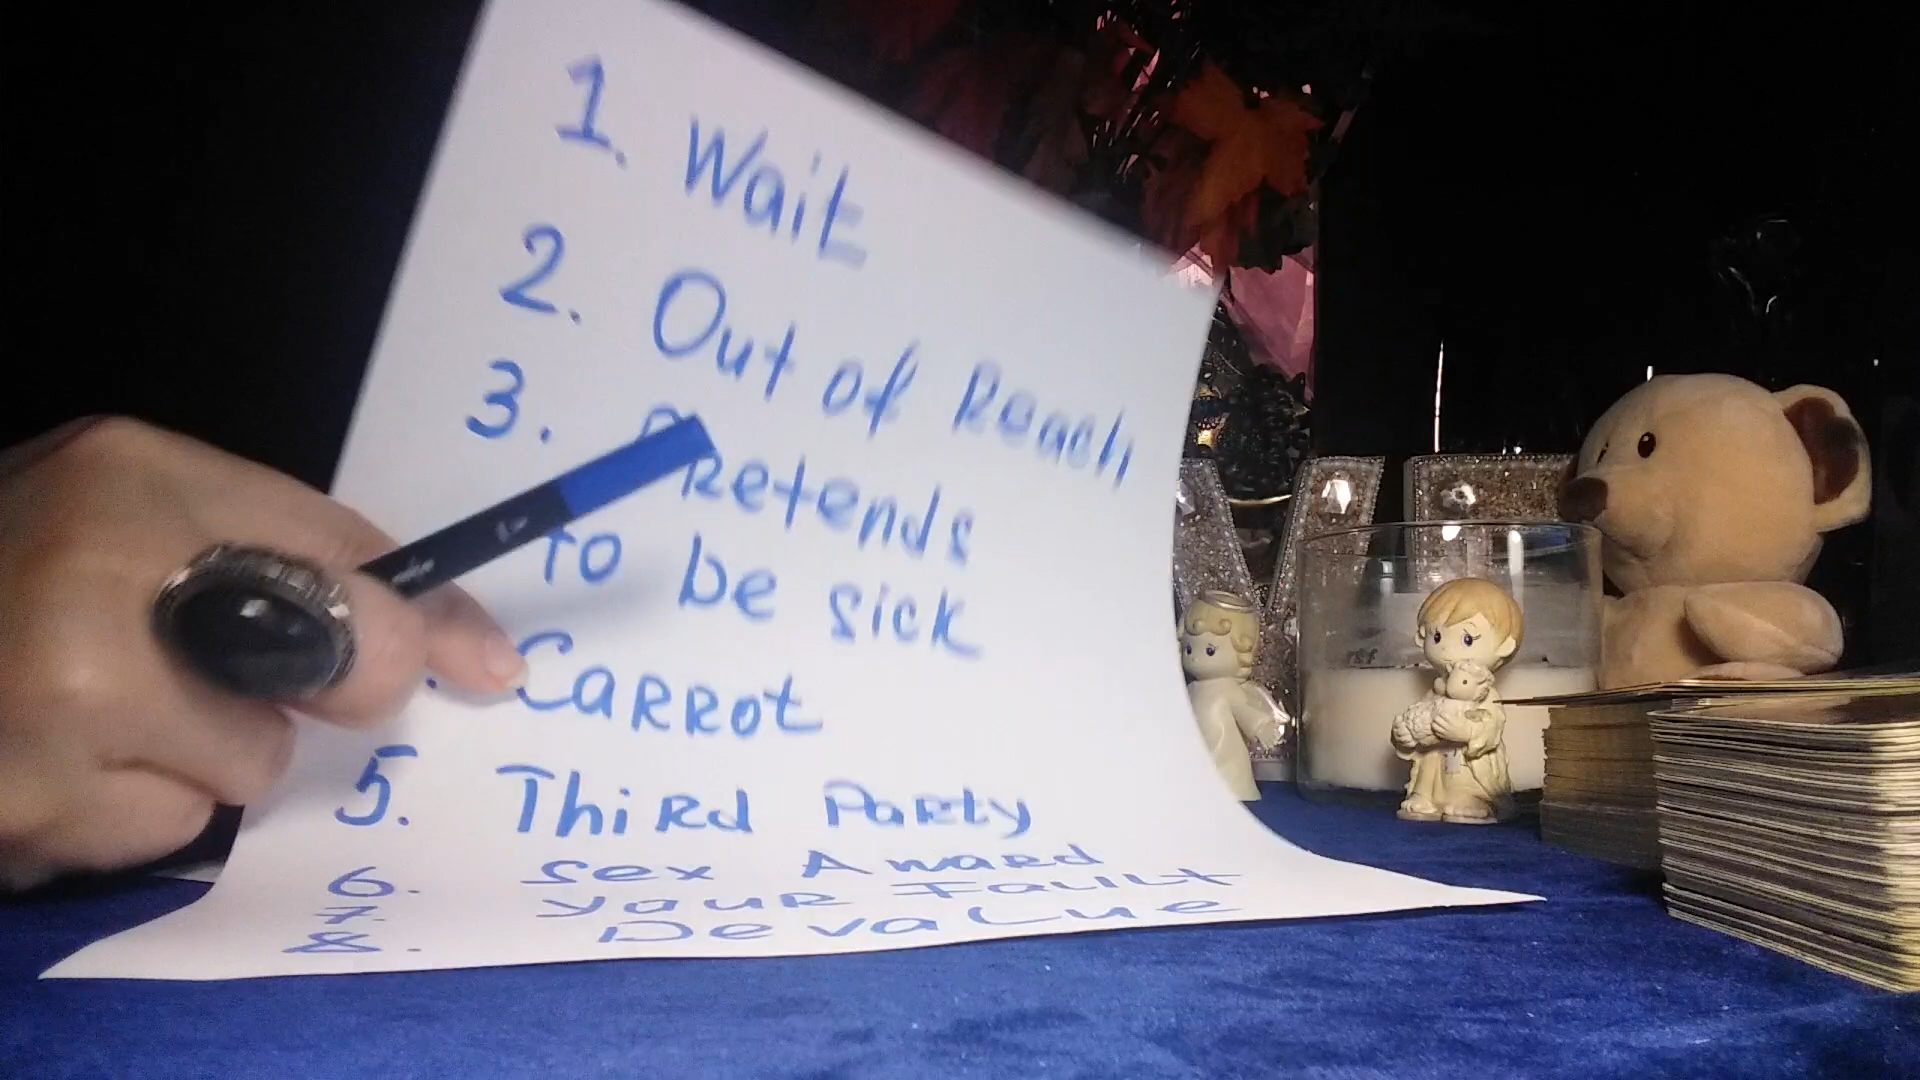 1. Wait
2. Out of Reach
3. Pretends
to be sick
Carrot
5. Third Party
6. Sex Award
7. Your Fault
8. Devalue